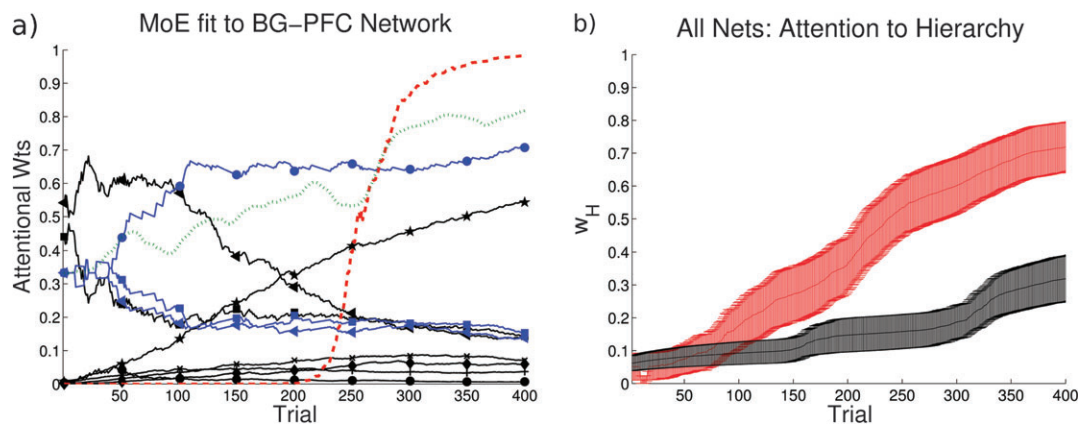 a) MoE fit to BG–PFC Network
1
0.9
0.8
0.7
0.6
0.5
0.4
0.3
0.2
0.1
0
Attentional Wts
50 100 150 200 250 300 350 400
Trial
b) All Nets: Attention to Hierarchy
1
0.9
0.8
0.7
0.6
0.5
0.4
0.3
0.2
0.1
0
w_H
50 100 150 200 250 300 350 400
Trial